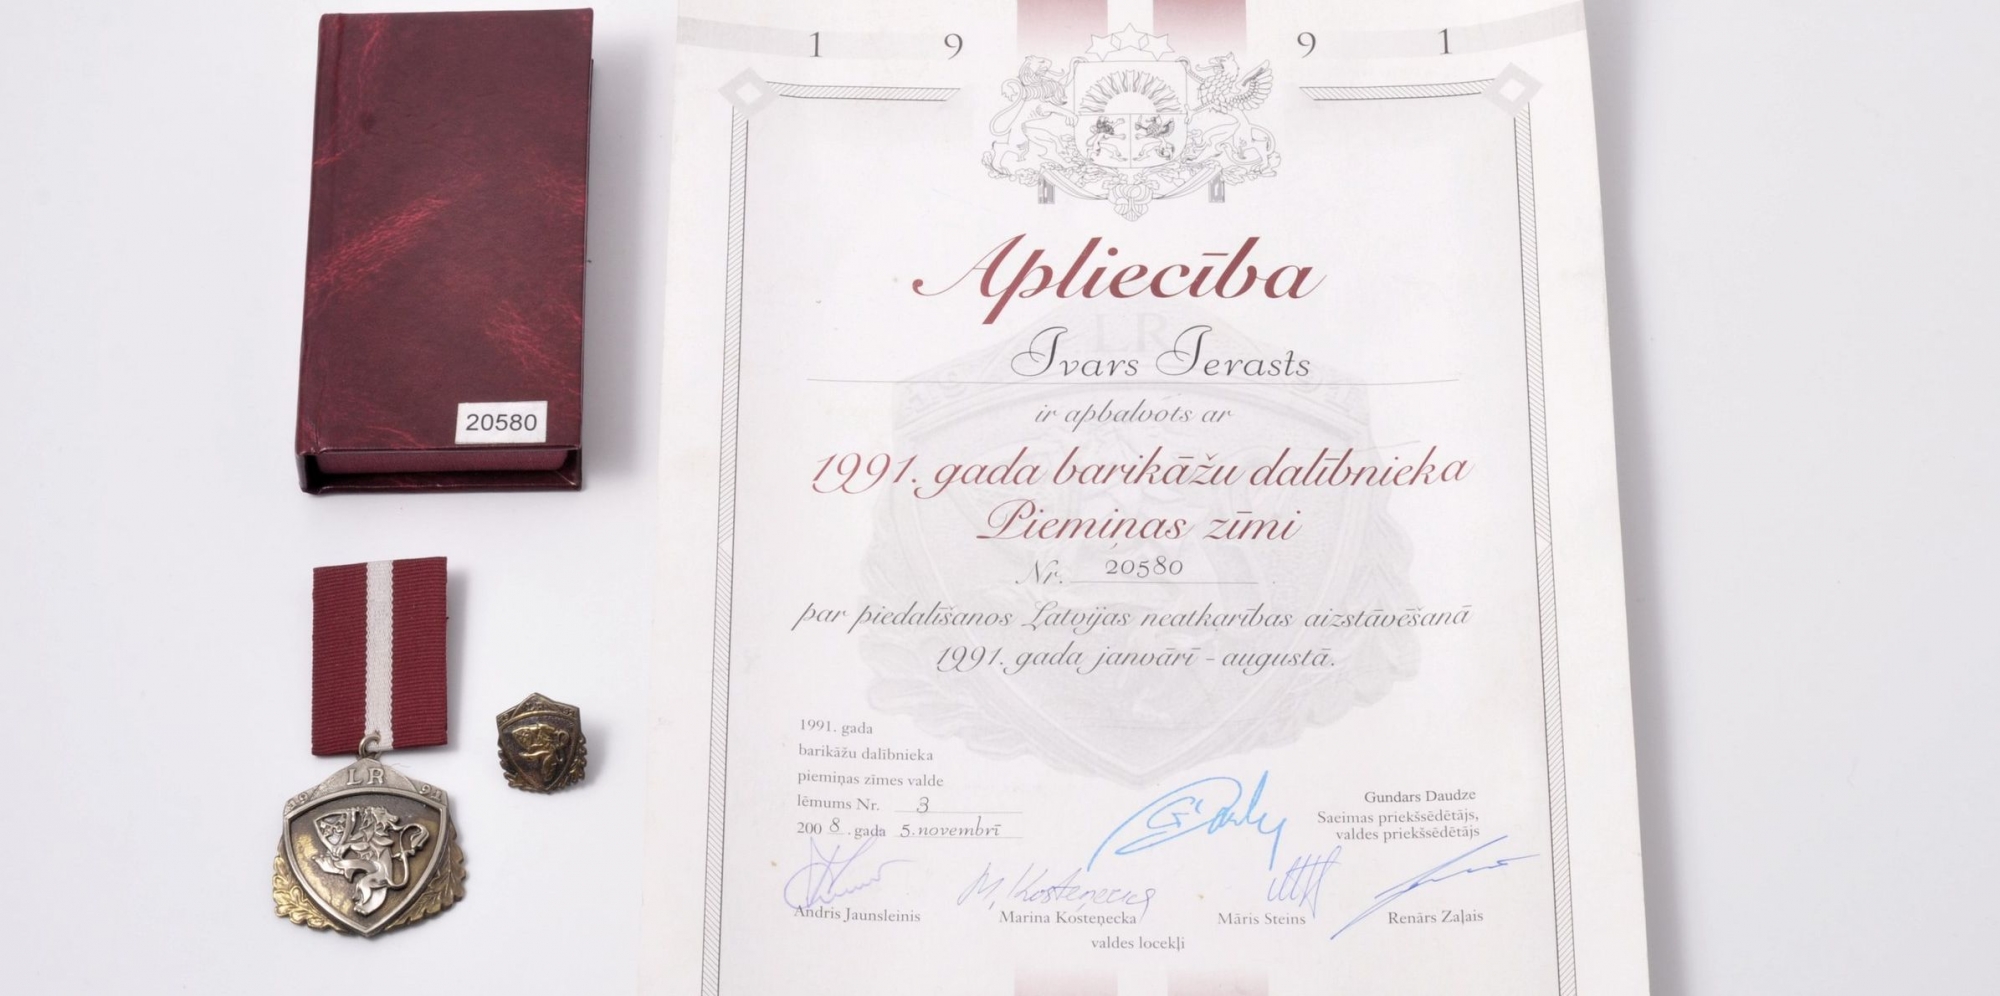 20580
LR
1991
1 9 9 1
Apliecība
Ivars Ierasts
ir apbalvots ar
1991. gada barikāžu dalībnieka
Piemiņas zīmi
Nr. 20580
par piedalīšanos Latvijas neatkarības aizstāvēšanā
1991. gada janvārī - augustā.
1991. gada
barikāžu dalībnieka
piemiņas zīmes valde
lēmums Nr. 3
2008. gada 5. novembrī
Gundars Daudze
Saeimas priekšsēdētājs,
valdes priekšsēdētājs
M. Kosteņecka
Andris Jaunsleinis
Marina Kosteņecka
Māris Steins
Renārs Zaļais
valdes locekļi